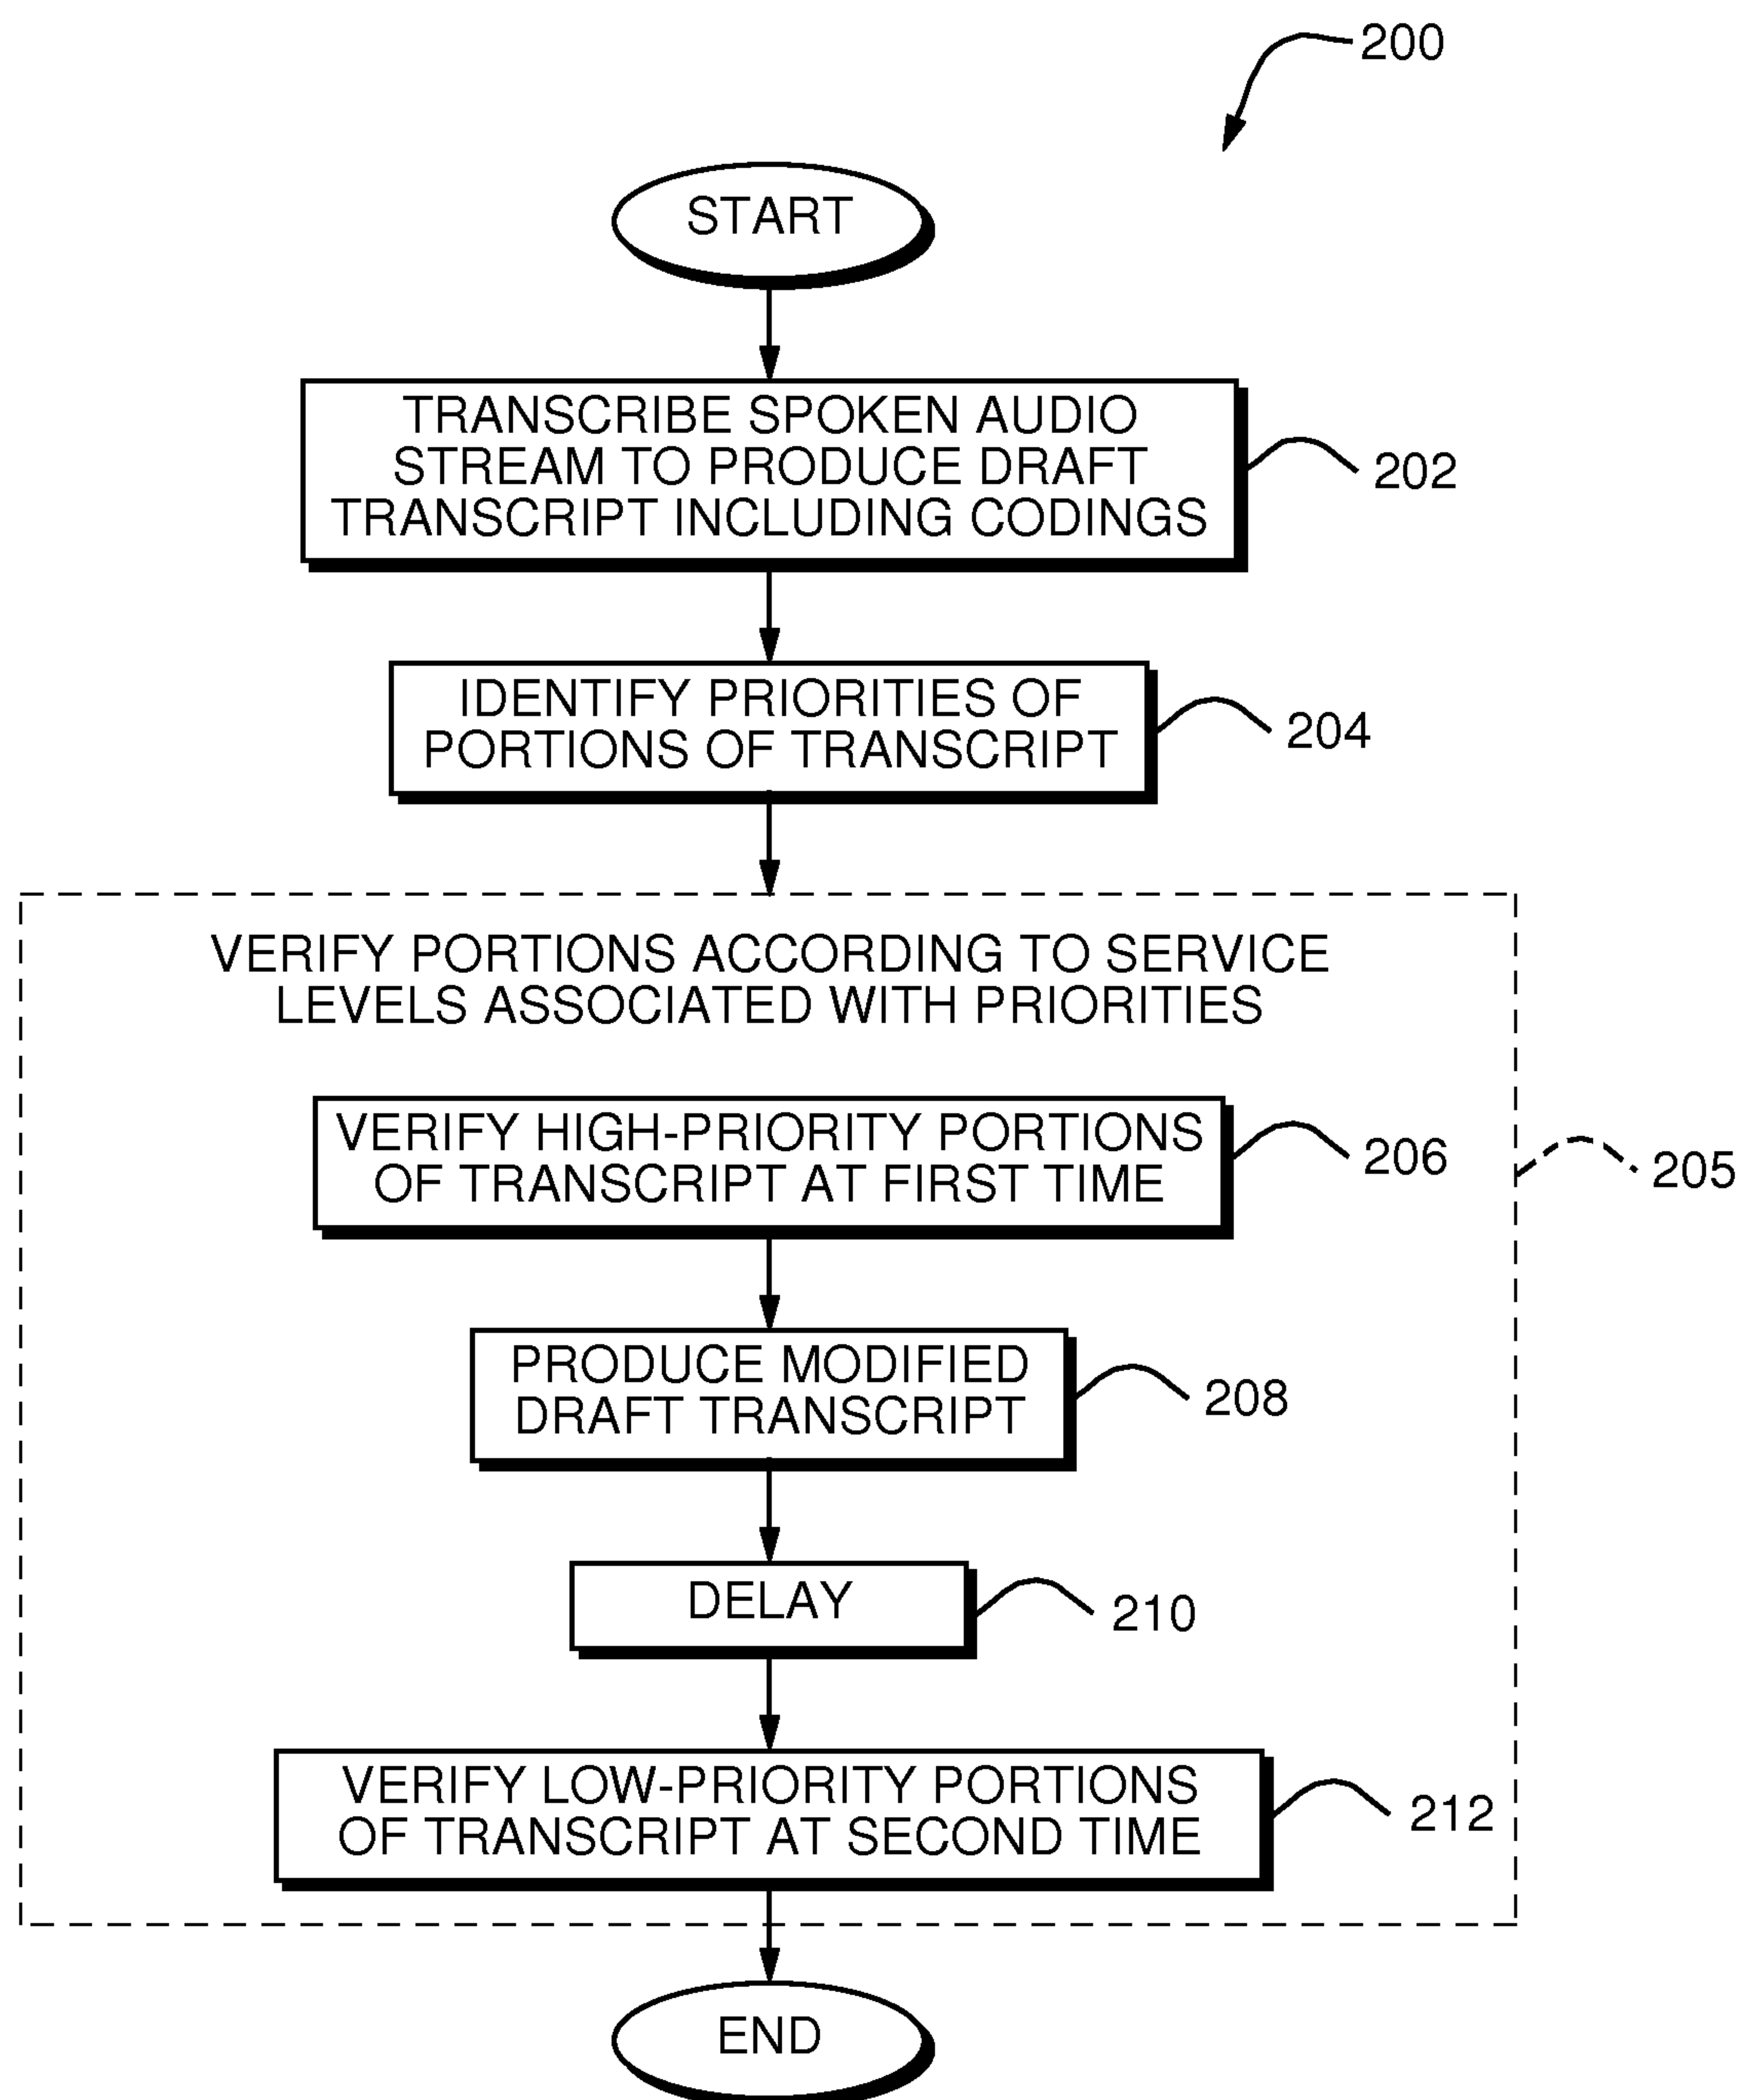 200
START
TRANSCRIBE SPOKEN AUDIO
STREAM TO PRODUCE DRAFT
TRANSCRIPT INCLUDING CODINGS
202
IDENTIFY PRIORITIES OF
PORTIONS OF TRANSCRIPT
204
VERIFY PORTIONS ACCORDING TO SERVICE
LEVELS ASSOCIATED WITH PRIORITIES
VERIFY HIGH-PRIORITY PORTIONS
OF TRANSCRIPT AT FIRST TIME
206
205
PRODUCE MODIFIED
DRAFT TRANSCRIPT
208
DELAY
210
VERIFY LOW-PRIORITY PORTIONS
OF TRANSCRIPT AT SECOND TIME
212
END